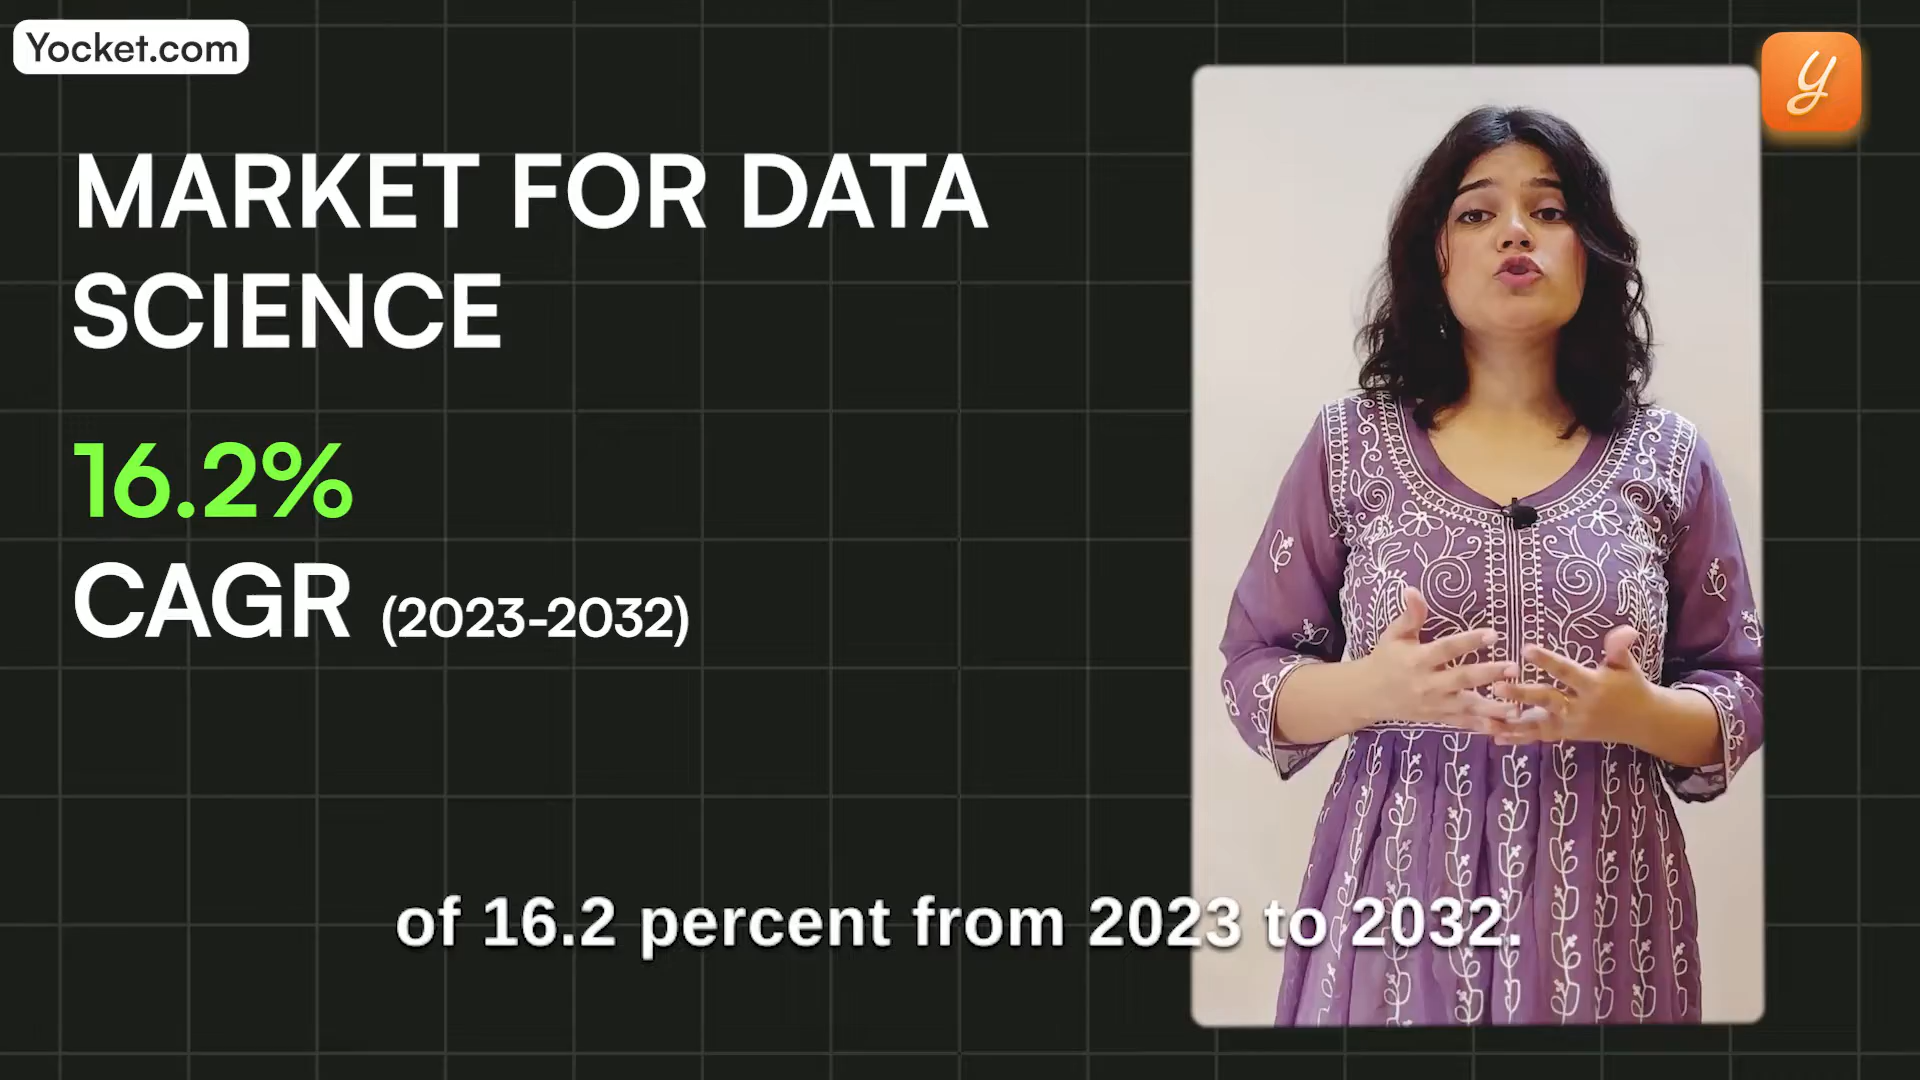 Yocket.com
y
MARKET FOR DATA
SCIENCE
16.2%
CAGR (2023-2032)
of 16.2 percent from 2023 to 2032.